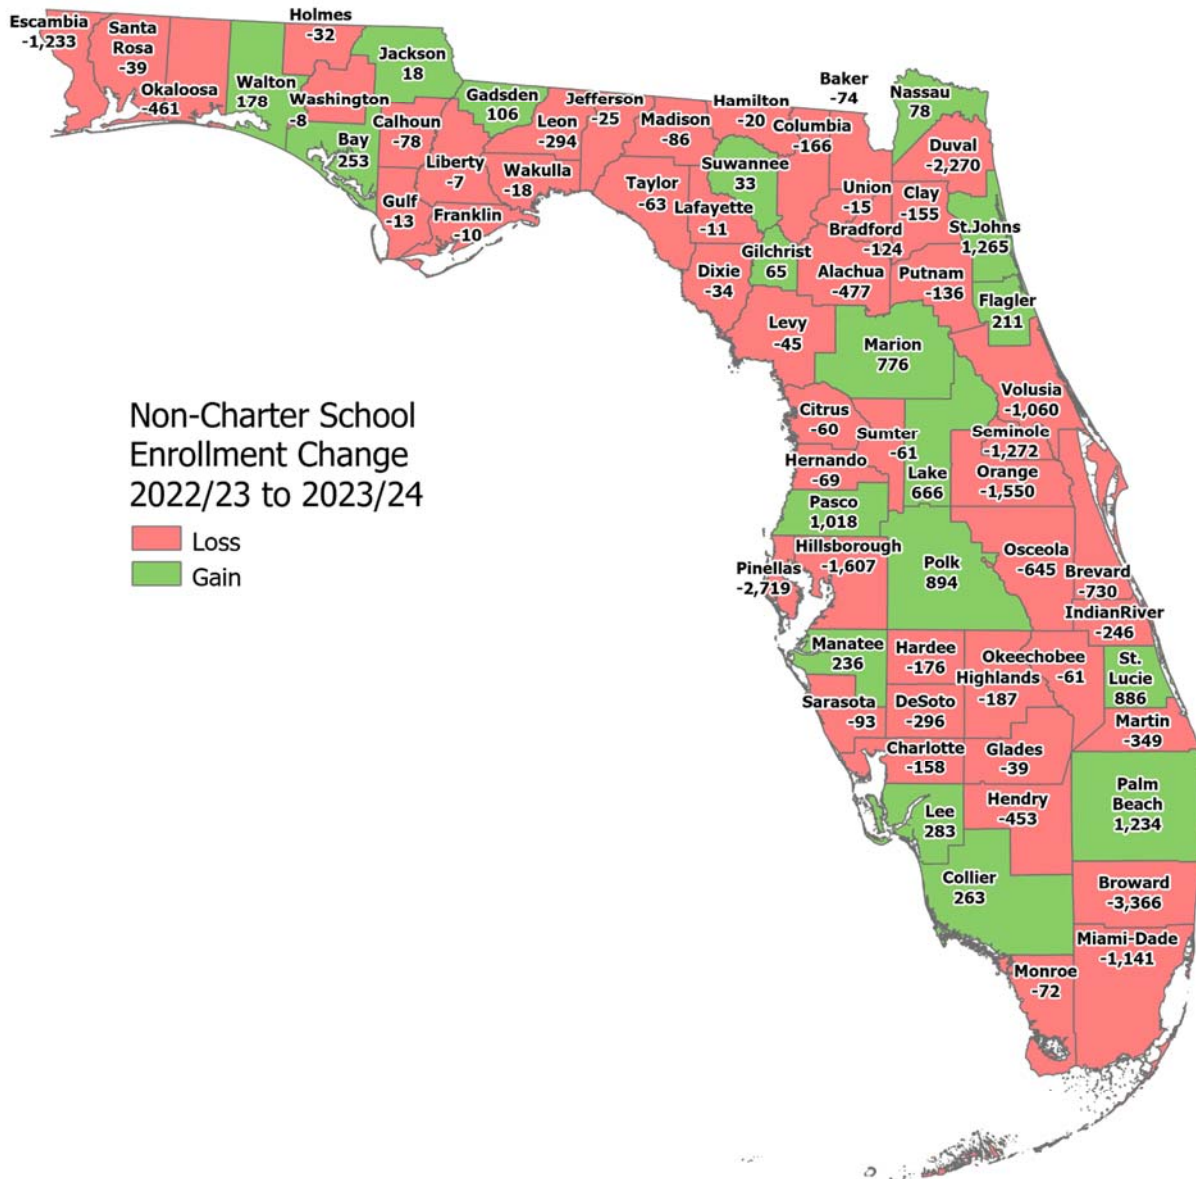 Escambia
-1,233
Santa
Rosa
-39
Okaloosa
-461
Walton
178
Holmes
-32
Washington
-8
Jackson
18
Bay
253
Calhoun
-78
Gulf
-13
Gadsden
106
Liberty
-7
Franklin
-10
Leon
-294
Wakulla
-18
Jefferson
-25
Madison
-86
Taylor
-63
Hamilton
-20
Suwannee
33
Lafayette
-11
Dixie
-34
Columbia
-166
Gilchrist
65
Baker
-74
Union
-15
Bradford
-124
Alachua
-477
Nassau
78
Duval
-2,270
Clay
-155
St.Johns
1,265
Putnam
-136
Flagler
211
Levy
-45
Marion
776
Volusia
-1,060
Citrus
-60
Sumter
-61
Lake
666
Seminole
-1,272
Orange
-1,550
Hernando
-69
Pasco
1,018
Non-Charter School
Enrollment Change
2022/23 to 2023/24
Loss
Gain
Pinellas
-2,719
Hillsborough
-1,607
Polk
894
Osceola
-645
Brevard
-730
IndianRiver
-246
Manatee
236
Hardee
-176
Highlands
-187
Okeechobee
-61
St.
Lucie
886
Sarasota
-93
DeSoto
-296
Martin
-349
Charlotte
-158
Glades
-39
Lee
283
Hendry
-453
Palm
Beach
1,234
Collier
263
Broward
-3,366
Miami-Dade
-1,141
Monroe
-72